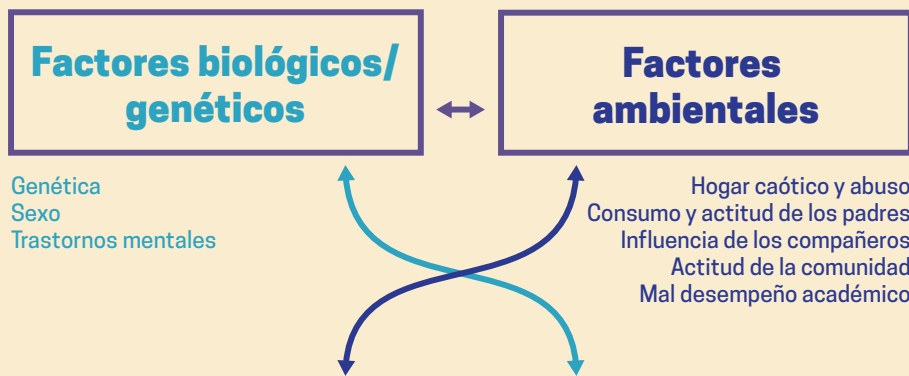 Factores biológicos/
genéticos
Factores
ambientales
Genética
Sexo
Trastornos mentales
Hogar caótico y abuso
Consumo y actitud de los padres
Influencia de los compañeros
Actitud de la comunidad
Mal desempeño académico